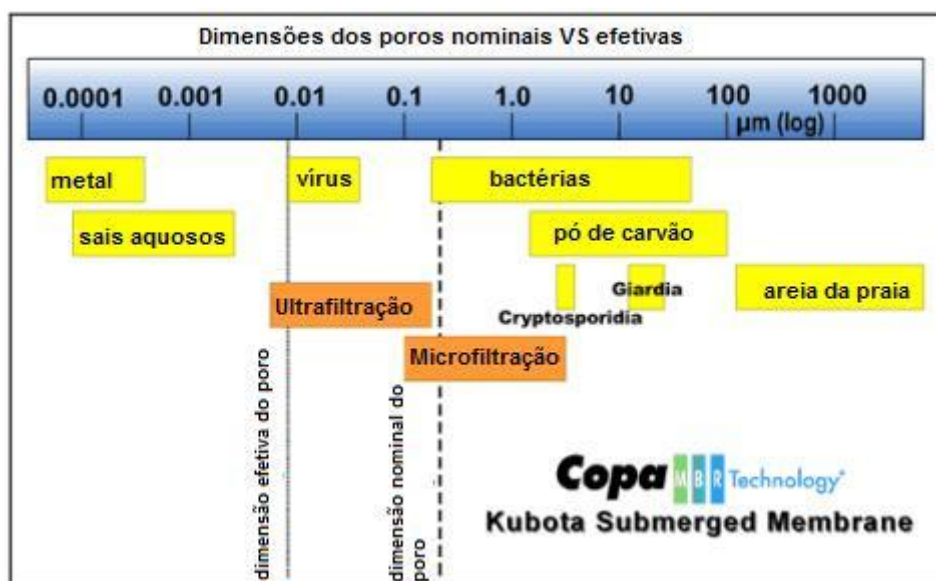 Dimensões dos poros nominais VS efetivas
0.0001 0.001 0.01 0.1 1.0 10 100 1000
µm (log)
metal vírus bactérias
sais aquosos pó de carvão
Giardia areia da praia
Ultrafiltração
Cryptosporidia
Microfiltração
dimensão efetiva do poro
dimensão nominal do
poro
Copa MBR Technology
Kubota Submerged Membrane